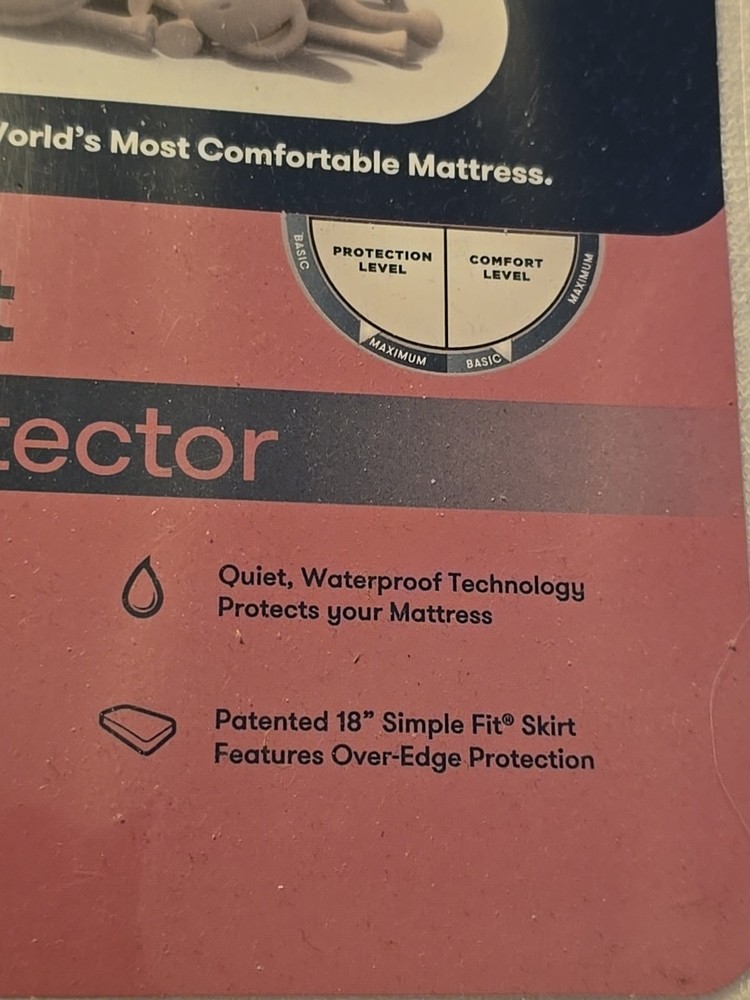 World's Most Comfortable Mattress.
BASIC
PROTECTION
LEVEL
COMFORT
LEVEL
MAXIMUM
MAXIMUM
BASIC
t
tector
Quiet, Waterproof Technology
Protects your Mattress
Patented 18” Simple Fit® Skirt
Features Over-Edge Protection